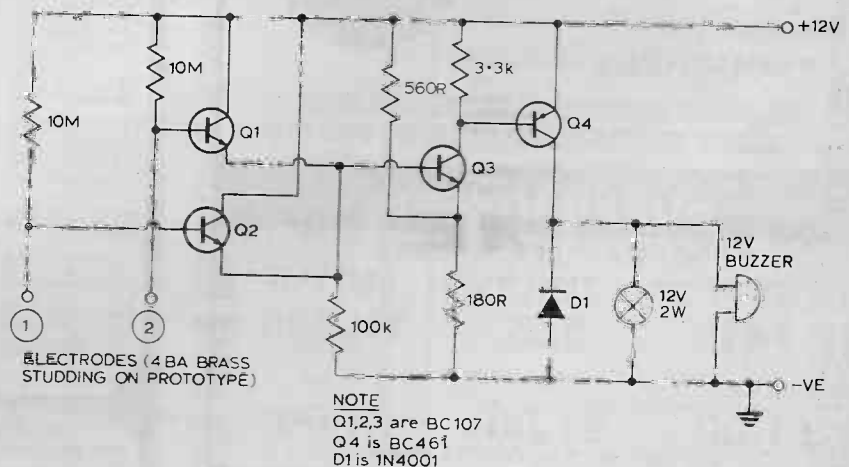 +12V
10M
10M
3·3k
560R
Q1
Q4
Q3
Q2
12V
BUZZER
180R
D1
12V
2W
100k
1
2
ELECTRODES (4 BA BRASS
STUDDING ON PROTOTYPE)
-VE
NOTE
Q1,2,3 are BC107
Q4 is BC461
D1 is 1N4001